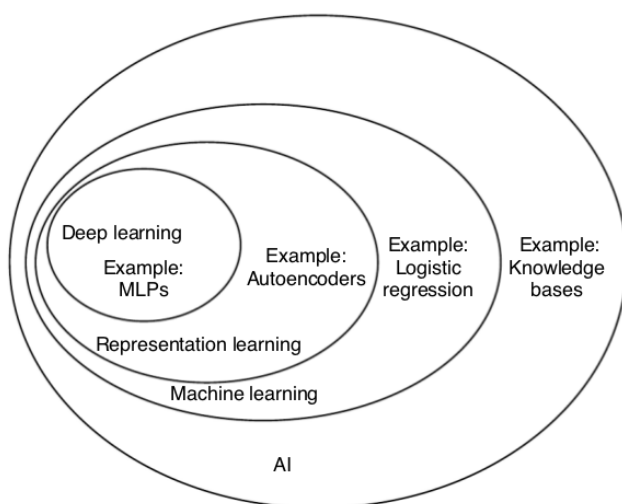 Deep learning
Example:
MLPs
Example:
Autoencoders
Example:
Logistic
regression
Example:
Knowledge
bases
Representation learning
Machine learning
AI